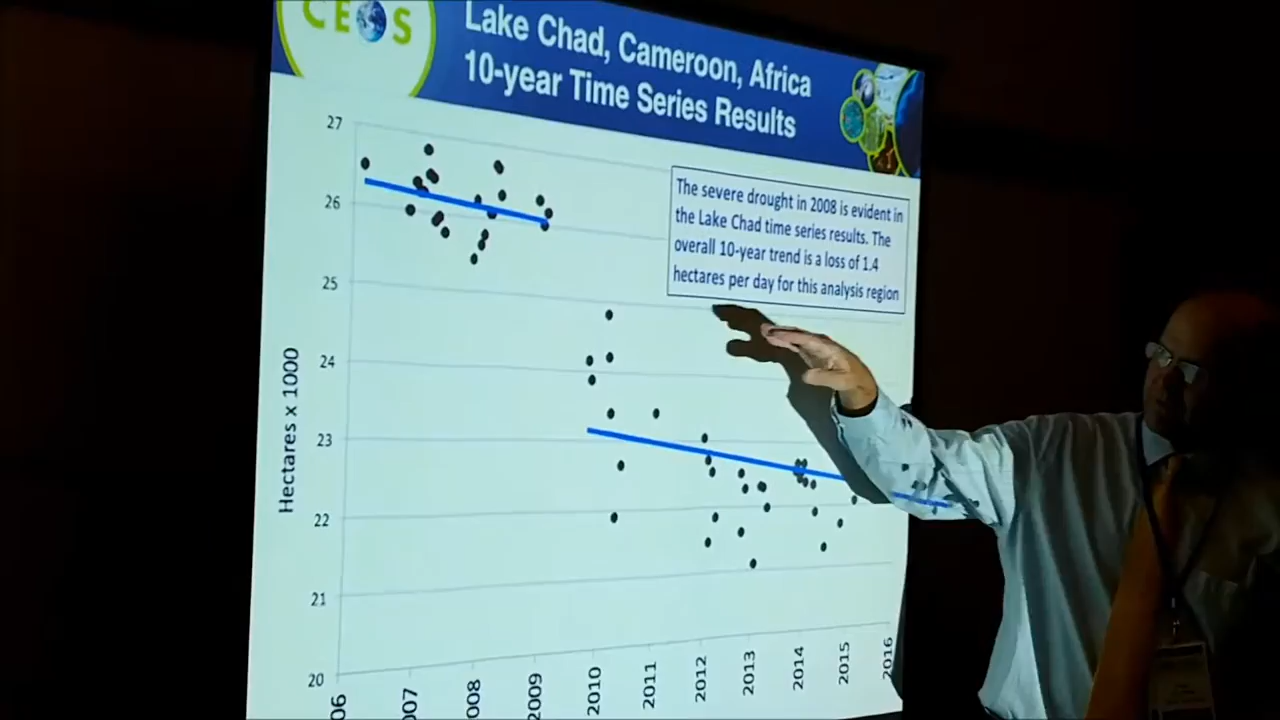 CEOS
Lake Chad, Cameroon, Africa
10-year Time Series Results
27
26
25
24
23
22
21
20
Hectares x 1000
The severe drought in 2008 is evident in
the Lake Chad time series results. The
overall 10-year trend is a loss of 1.4
hectares per day for this analysis region
06
007
008
2009
2010
2011
2012
2013
2014
2015
2016